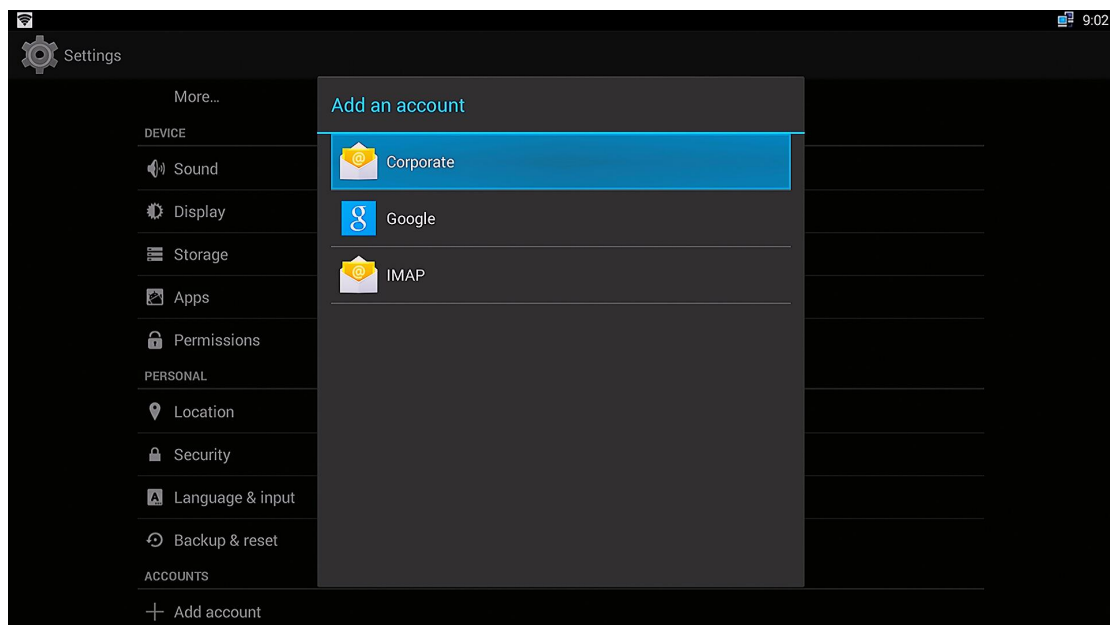 9:02
Settings
More...
DEVICE
Sound
Display
Storage
Apps
Permissions
PERSONAL
Location
Security
Language & input
Backup & reset
ACCOUNTS
Add account
Add an account
Corporate
Google
IMAP